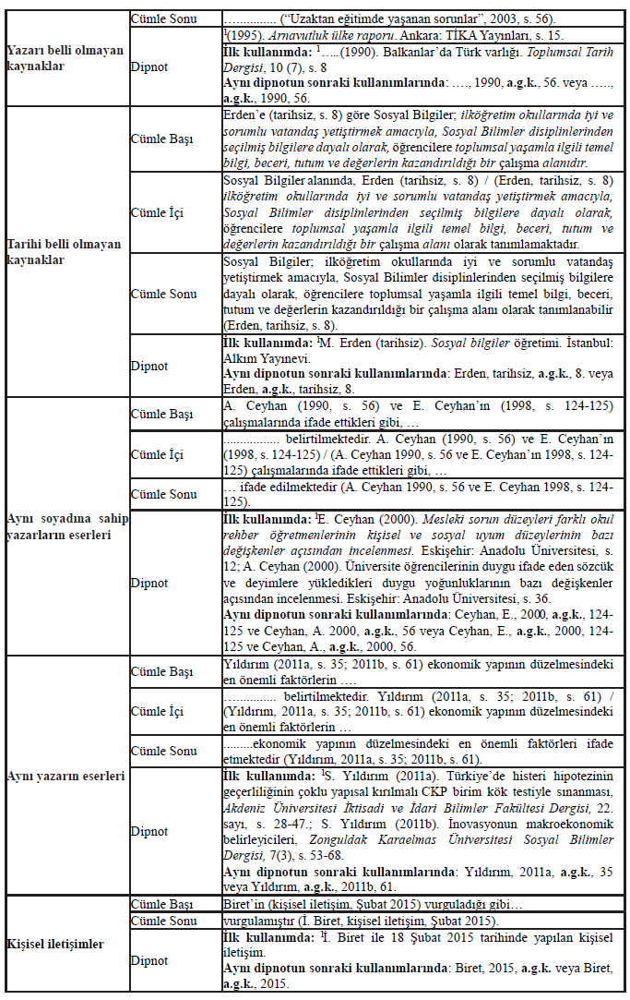 Yazarı belli olmayan
kaynaklar
Cümle Sonu
…........... (“Uzaktan eğitimde yaşanan sorunlar”, 2003, s. 56).
Dipnot
1(1995). Arnavutluk ülke raporu. Ankara: TİKA Yayınları, s. 15.
İlk kullanımda: 1….. (1990). Balkanlar’da Türk varlığı. Toplumsal Tarih
Dergisi, 10 (7), s. 8
Aynı dipnotun sonraki kullanımlarında: …., 1990, a.g.k., 56. veya …..,
a.g.k., 1990, 56.
Tarihi belli olmayan
kaynaklar
Cümle Başı
Erden’e (tarihsiz, s. 8) göre Sosyal Bilgiler; ilköğretim okullarında iyi ve
sorumlu vatandaş yetiştirmek amacıyla, Sosyal Bilimler disiplinlerinden
seçilmiş bilgilere dayalı olarak, öğrencilere toplumsal yaşamla ilgili temel
bilgi, beceri, tutum ve değerlerin kazandırıldığı bir çalışma alanıdır.
Cümle İçi
Sosyal Bilgiler alanında, Erden (tarihsiz, s. 8) / (Erden, tarihsiz, s. 8)
ilköğretim okullarında iyi ve sorumlu vatandaş yetiştirmek amacıyla,
Sosyal Bilimler disiplinlerinden seçilmiş bilgilere dayalı olarak,
öğrencilere toplumsal yaşamla ilgili temel bilgi, beceri, tutum ve
değerlerin kazandırıldığı bir çalışma alanı olarak tanımlamaktadır.
Cümle Sonu
Sosyal Bilgiler; ilköğretim okullarında iyi ve sorumlu vatandaş
yetiştirmek amacıyla, Sosyal Bilimler disiplinlerinden seçilmiş bilgilere
dayalı olarak, öğrencilere toplumsal yaşamla ilgili temel bilgi, beceri,
tutum ve değerlerin kazandırıldığı bir çalışma alanı olarak tanımlanabilir
(Erden, tarihsiz, s. 8).
Dipnot
İlk kullanımda: 1M. Erden (tarihsiz). Sosyal bilgiler öğretimi. İstanbul:
Alkım Yayınevi.
Aynı dipnotun sonraki kullanımlarında: Erden, tarihsiz, a.g.k., 8. veya
Erden, a.g.k., tarihsiz, 8.
Aynı soyadına sahip
yazarların eserleri
Cümle Başı
A. Ceyhan (1990, s. 56) ve E. Ceyhan’ın (1998, s. 124-125)
çalışmalarında ifade ettikleri gibi, …
Cümle İçi
................. belirtilmektedir. A. Ceyhan (1990, s. 56) ve E. Ceyhan’ın
(1998, s. 124-125) / (A. Ceyhan 1990, s. 56 ve E. Ceyhan’ın 1998, s. 124-
125) çalışmalarında ifade ettikleri gibi, …
Cümle Sonu
… ifade edilmektedir (A. Ceyhan 1990, s. 56 ve E. Ceyhan 1998, s. 124-
125).
Dipnot
İlk kullanımda: 1E. Ceyhan (2000). Mesleki sorun düzeyleri farklı okul
rehber öğretmenlerinin kişisel ve sosyal uyum düzeylerinin bazı
değişkenler açısından incelenmesi. Eskişehir: Anadolu Üniversitesi, s.
12; A. Ceyhan (2000). Üniversite öğrencilerinin duygu ifade eden sözcük
ve deyimlere yükledikleri duygu yoğunluklarının bazı değişkenler
açısından incelenmesi. Eskişehir: Anadolu Üniversitesi, s. 36.
Aynı dipnotun sonraki kullanımlarında: Ceyhan, E., 2000, a.g.k., 124-
125 ve Ceyhan, A. 2000, a.g.k., 56 veya Ceyhan, E., a.g.k., 2000, 124-
125 ve Ceyhan, A., a.g.k., 2000, 56.
Aynı yazarın eserleri
Cümle Başı
Yıldırım (2011a, s. 35; 2011b, s. 61) ekonomik yapının düzelmesindeki
en önemli faktörlerin ….
Cümle İçi
…............ belirtilmektedir. Yıldırım (2011a, s. 35; 2011b, s. 61) /
(Yıldırım, 2011a, s. 35; 2011b, s. 61) ekonomik yapının düzelmesindeki
en önemli faktörlerin …
Cümle Sonu
.........ekonomik yapının düzelmesindeki en önemli faktörleri ifade
etmektedir (Yıldırım, 2011a, s. 35; 2011b, s. 61).
Dipnot
İlk kullanımda: 1S. Yıldırım (2011a). Türkiye’de histeri hipotezinin
geçerliliğinin çoklu yapısal kırılmalı CKP birim kök testiyle sınanması,
Akdeniz Üniversitesi İktisadi ve İdari Bilimler Fakültesi Dergisi, 22.
sayı, s. 28-47.; S. Yıldırım (2011b). İnovasyonun makroekonomik
belirleyicileri, Zonguldak Karaelmas Üniversitesi Sosyal Bilimler
Dergisi, 7(3), s. 53-68.
Aynı dipnotun sonraki kullanımlarında: Yıldırım, 2011a, a.g.k., 35
veya Yıldırım, a.g.k., 2011b, 61.
Kişisel iletişimler
Cümle Başı
Biret’in (kişisel iletişim, Şubat 2015) vurguladığı gibi…
Cümle Sonu
vurgulamıştır (İ. Biret, kişisel iletişim, Şubat 2015).
Dipnot
İlk kullanımda: 1İ. Biret ile 18 Şubat 2015 tarihinde yapılan kişisel
iletişim.
Aynı dipnotun sonraki kullanımlarında: Biret, 2015, a.g.k. veya Biret,
a.g.k., 2015.